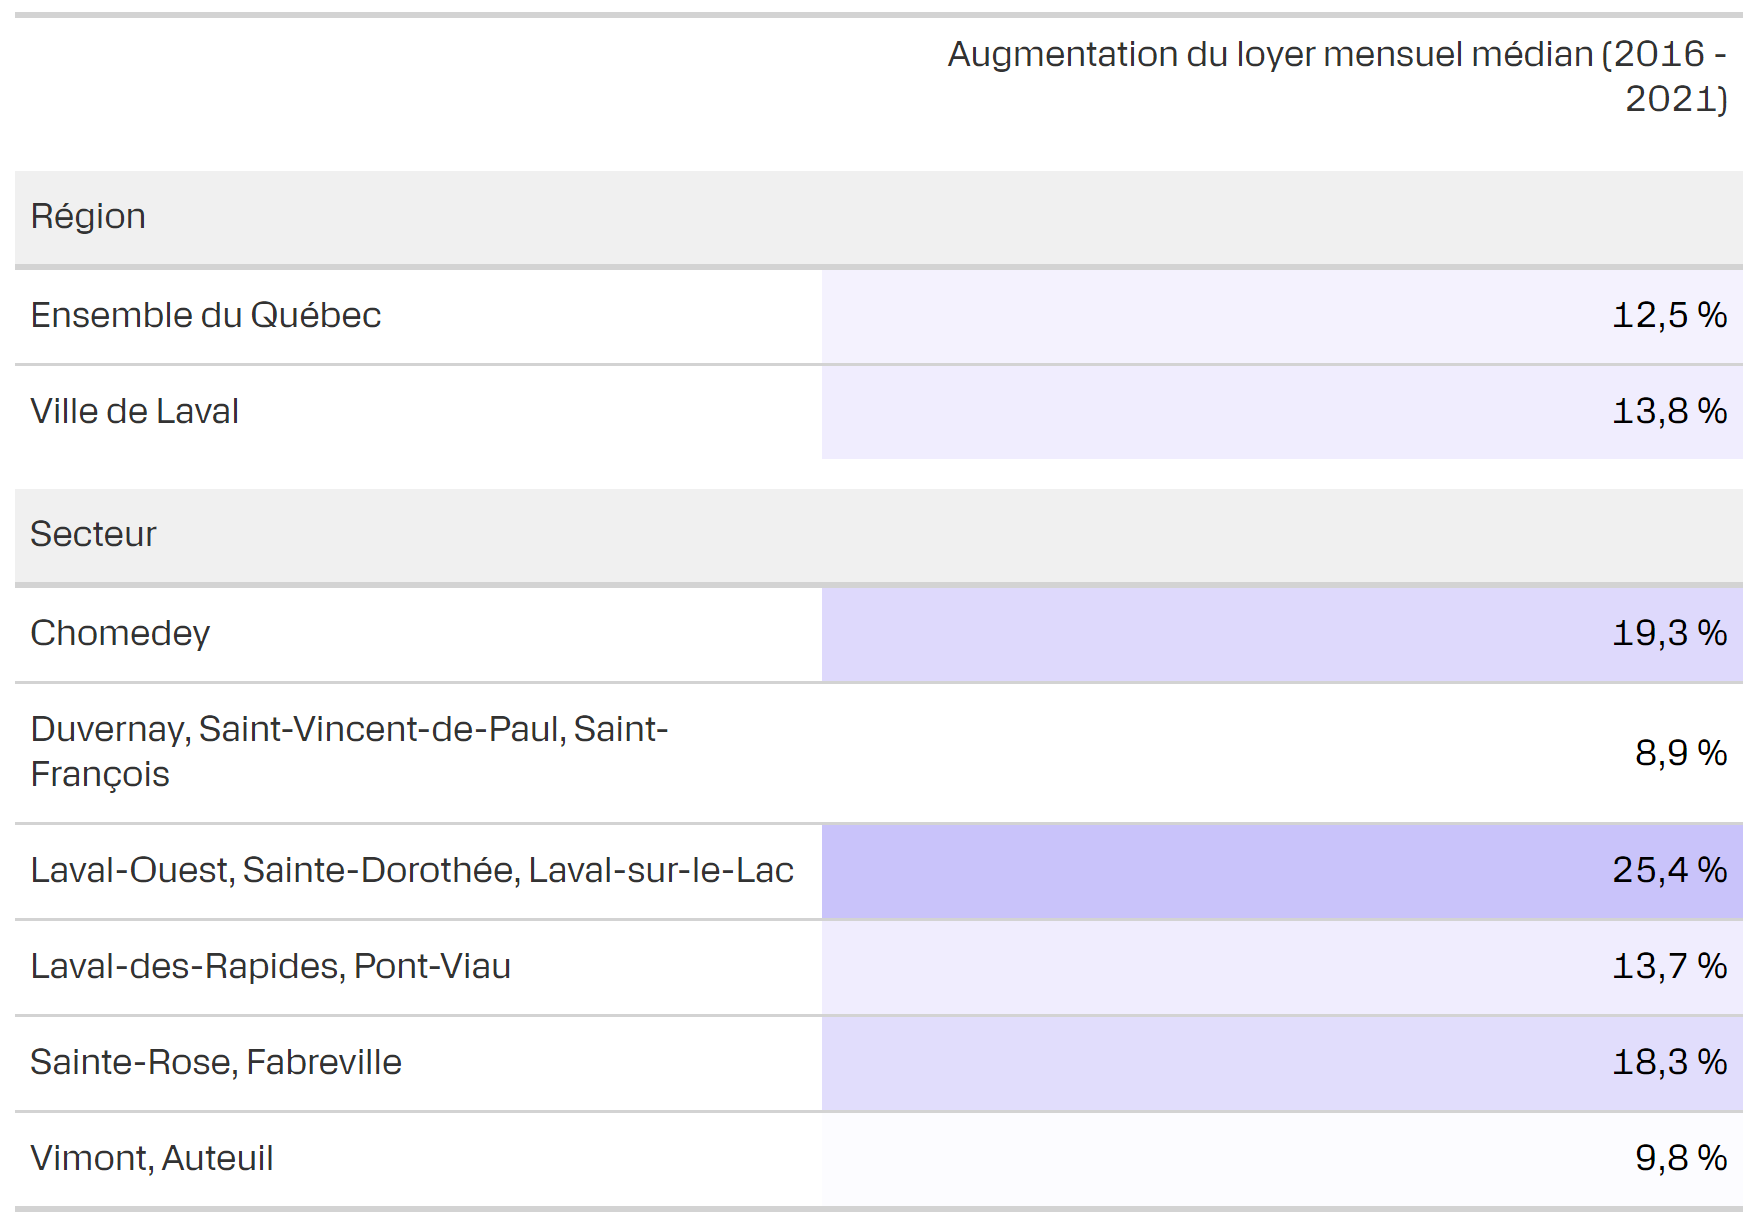 Augmentation du loyer mensuel médian (2016 -
2021)
Région
Ensemble du Québec 12,5 %
Ville de Laval 13,8 %
Secteur
Chomedey 19,3 %
Duvernay, Saint-Vincent-de-Paul, Saint-
François
8,9 %
Laval-Ouest, Sainte-Dorothée, Laval-sur-le-Lac 25,4 %
Laval-des-Rapides, Pont-Viau 13,7 %
Sainte-Rose, Fabreville 18,3 %
Vimont, Auteuil 9,8 %